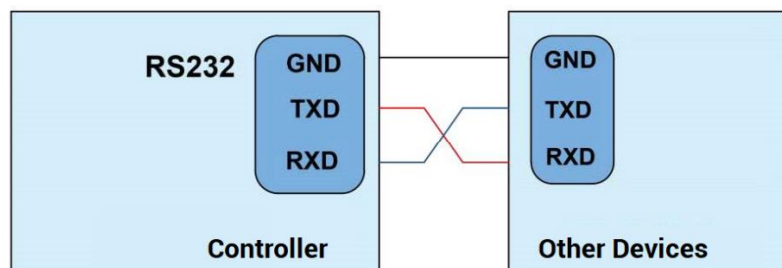 RS232
GND
TXD
RXD
GND
TXD
RXD
Controller
Other Devices